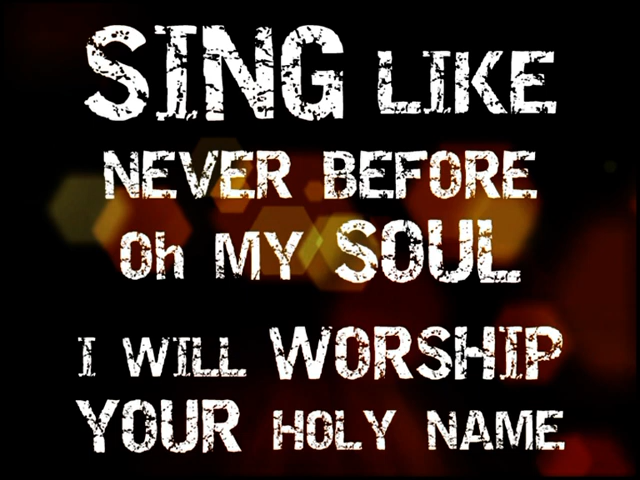 SING LIKE
NEVER BEFORE
Oh MY SOUL
I WILL WORSHIP
YOUR HOLY NAME